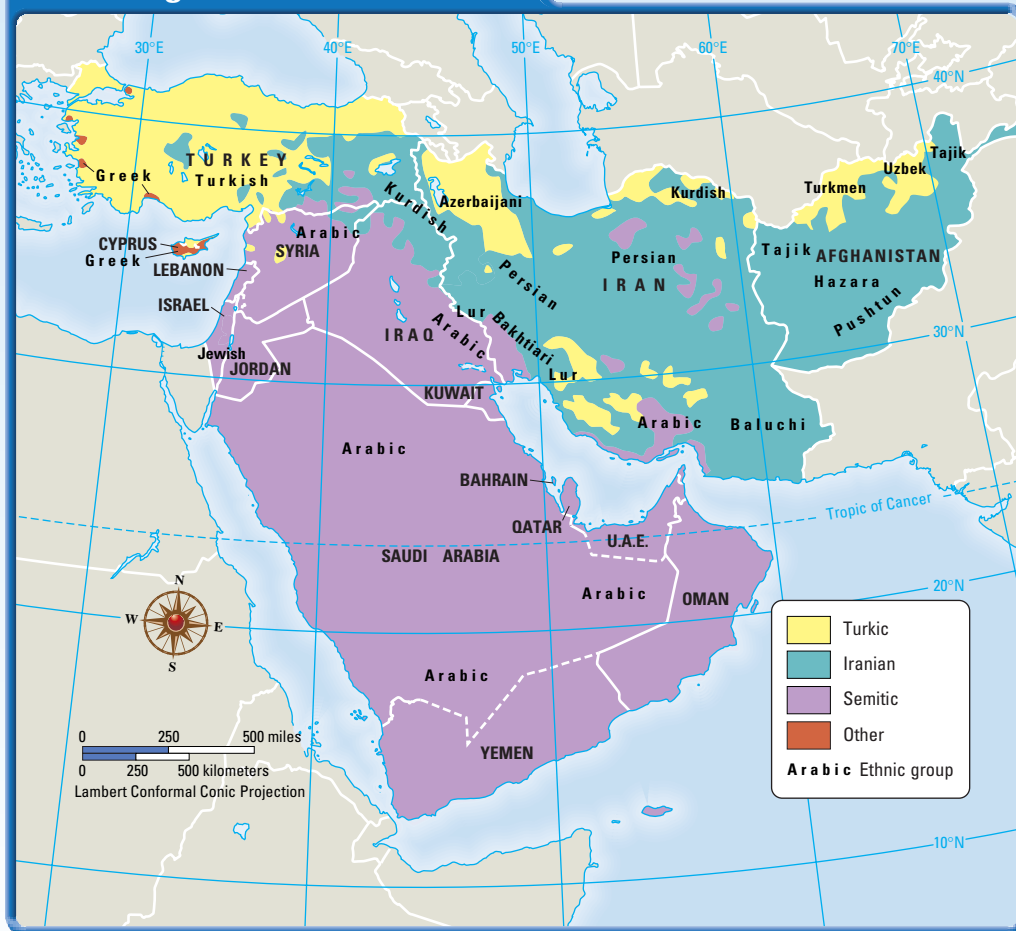 30°E
40°E
50°E
60°E
70°E
40°N
TURKEY
Turkish
Greek
CYPRUS
Greek
LEBANON
ISRAEL
Jewish
JORDAN
Arabic
SYRIA
Kurdish
Azerbaijani
Kurdish
Turkmen
Uzbek
Tajik
Persian
Persian
IRAN
Tajik
AFGHANISTAN
Hazara
Pushtun
30°N
IRAQ
Lur
Bakhtiari
Arabic
Lur
KUWAIT
Arabic
Arabic
Baluchi
BAHRAIN
QATAR
U.A.E.
Tropic of Cancer
SAUDI ARABIA
Arabic
OMAN
20°N
Arabic
YEMEN
10°N
N
W
E
S
0 250 500 miles
0 250 500 kilometers
Lambert Conformal Conic Projection
Turkic
Iranian
Semitic
Other
Arabic Ethnic group